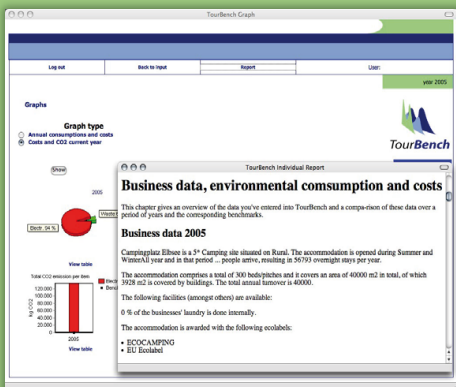 TourBench Graph
Log out
Back to input
Report
User:
year 2005
Graphs
Graph type
Annual consumptions and costs
Costs and CO2 current year
TourBench
Show
2005
Electr. 94 %
View table
Total CO2 emission per item
kg CO2
120.000
100.000
80.000
60.000
40.000
20.000
0
2005
View table
TourBench Individual Report
Business data, environmental comsumption and costs
This chapter gives an overview of the data you've entered into TourBench and a compa-rison of these data over a
period of years and the corresponding benchmarks.
Business data 2005
Campingplatz Elbsee is a 5* Camping site situated on Rural. The accommodation is opened during Summer and
WinterAll year and in that period ... people arrive, resulting in 56793 overnight stays per year.
The accommodation comprises a total of 300 beds/pitches and it covers an area of 40000 m2 in total, of which
3928 m2 is covered by buildings. The total annual turnover is 40000.
The following facilities (amongst others) are available:
0 % of the businesses' laundry is done internally.
The accommodation is awarded with the following ecolabels:
• ECOCAMPING
• EU Ecolabel